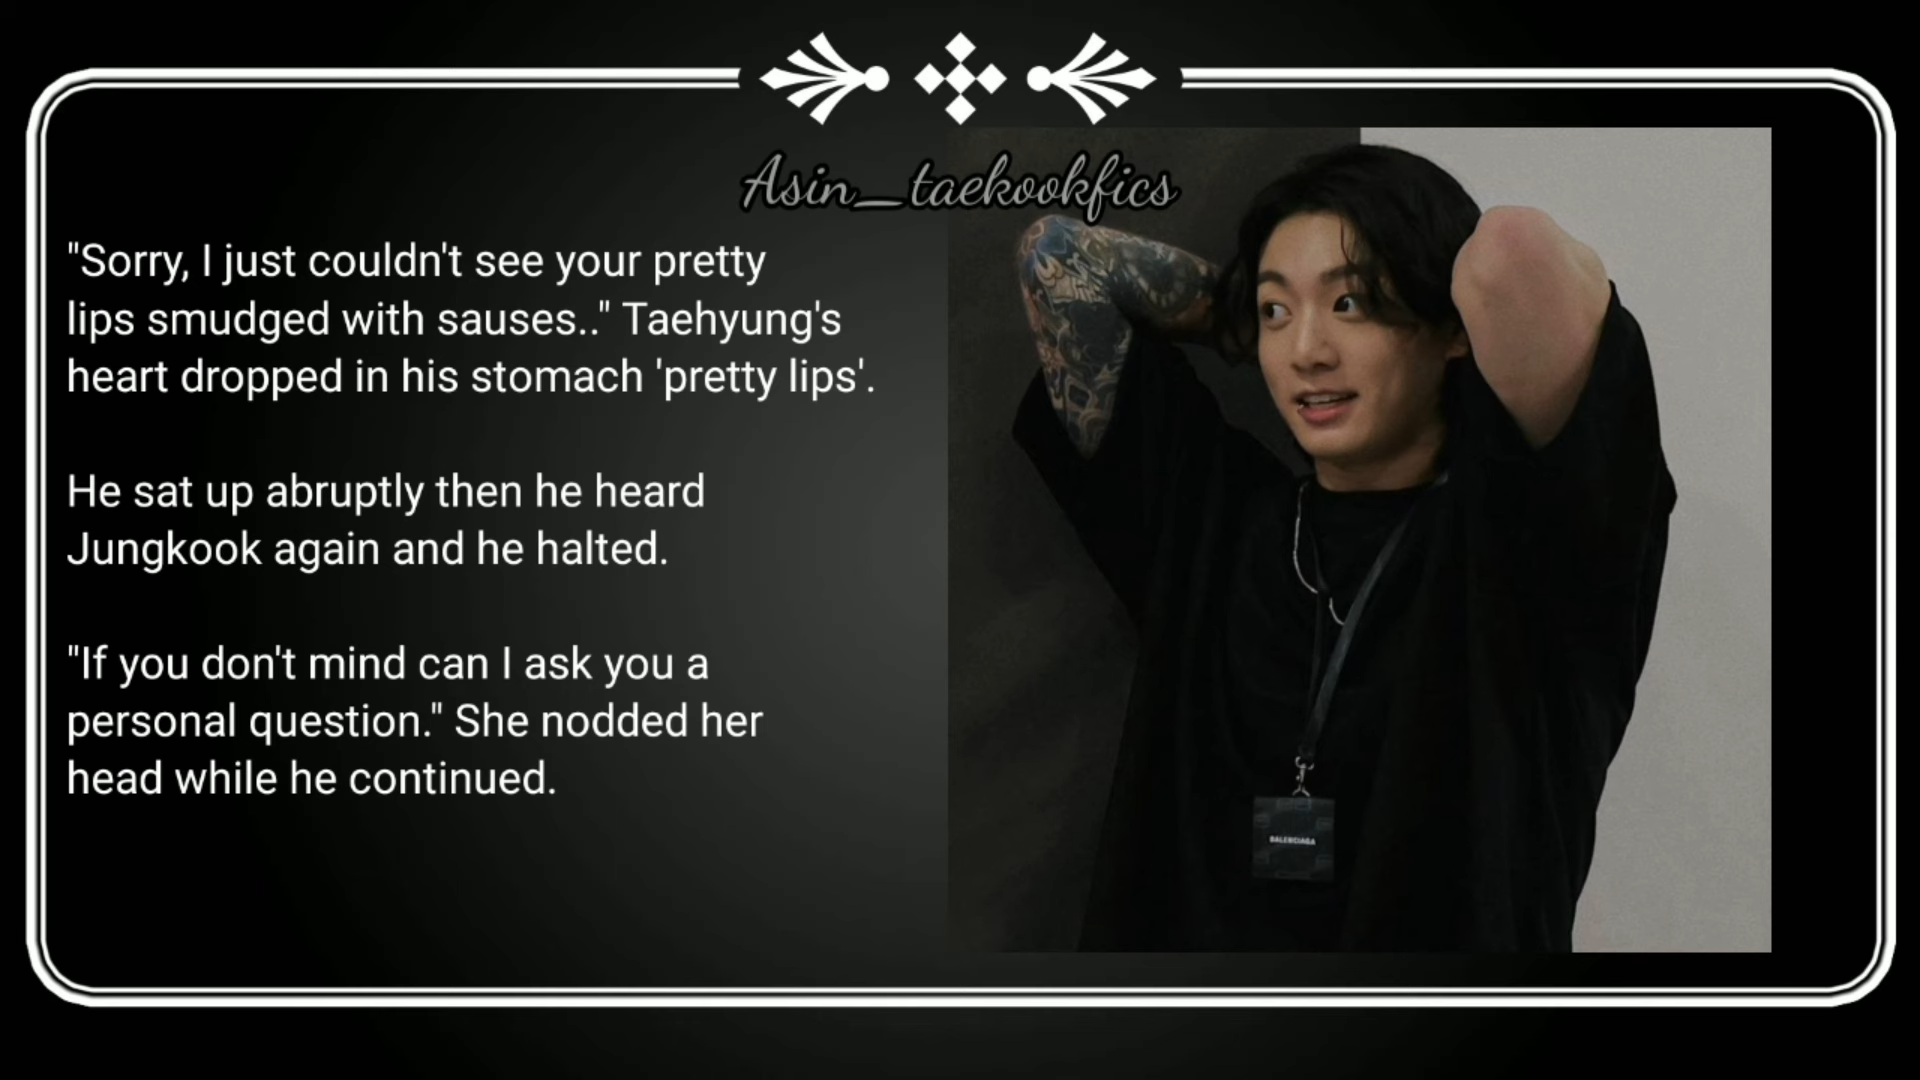 Asin_taekookfics
"Sorry, I just couldn't see your pretty
lips smudged with sauses.." Taehyung's
heart dropped in his stomach 'pretty lips'.
He sat up abruptly then he heard
Jungkook again and he halted.
"If you don't mind can I ask you a
personal question." She nodded her
head while he continued.
BALENCIAGA